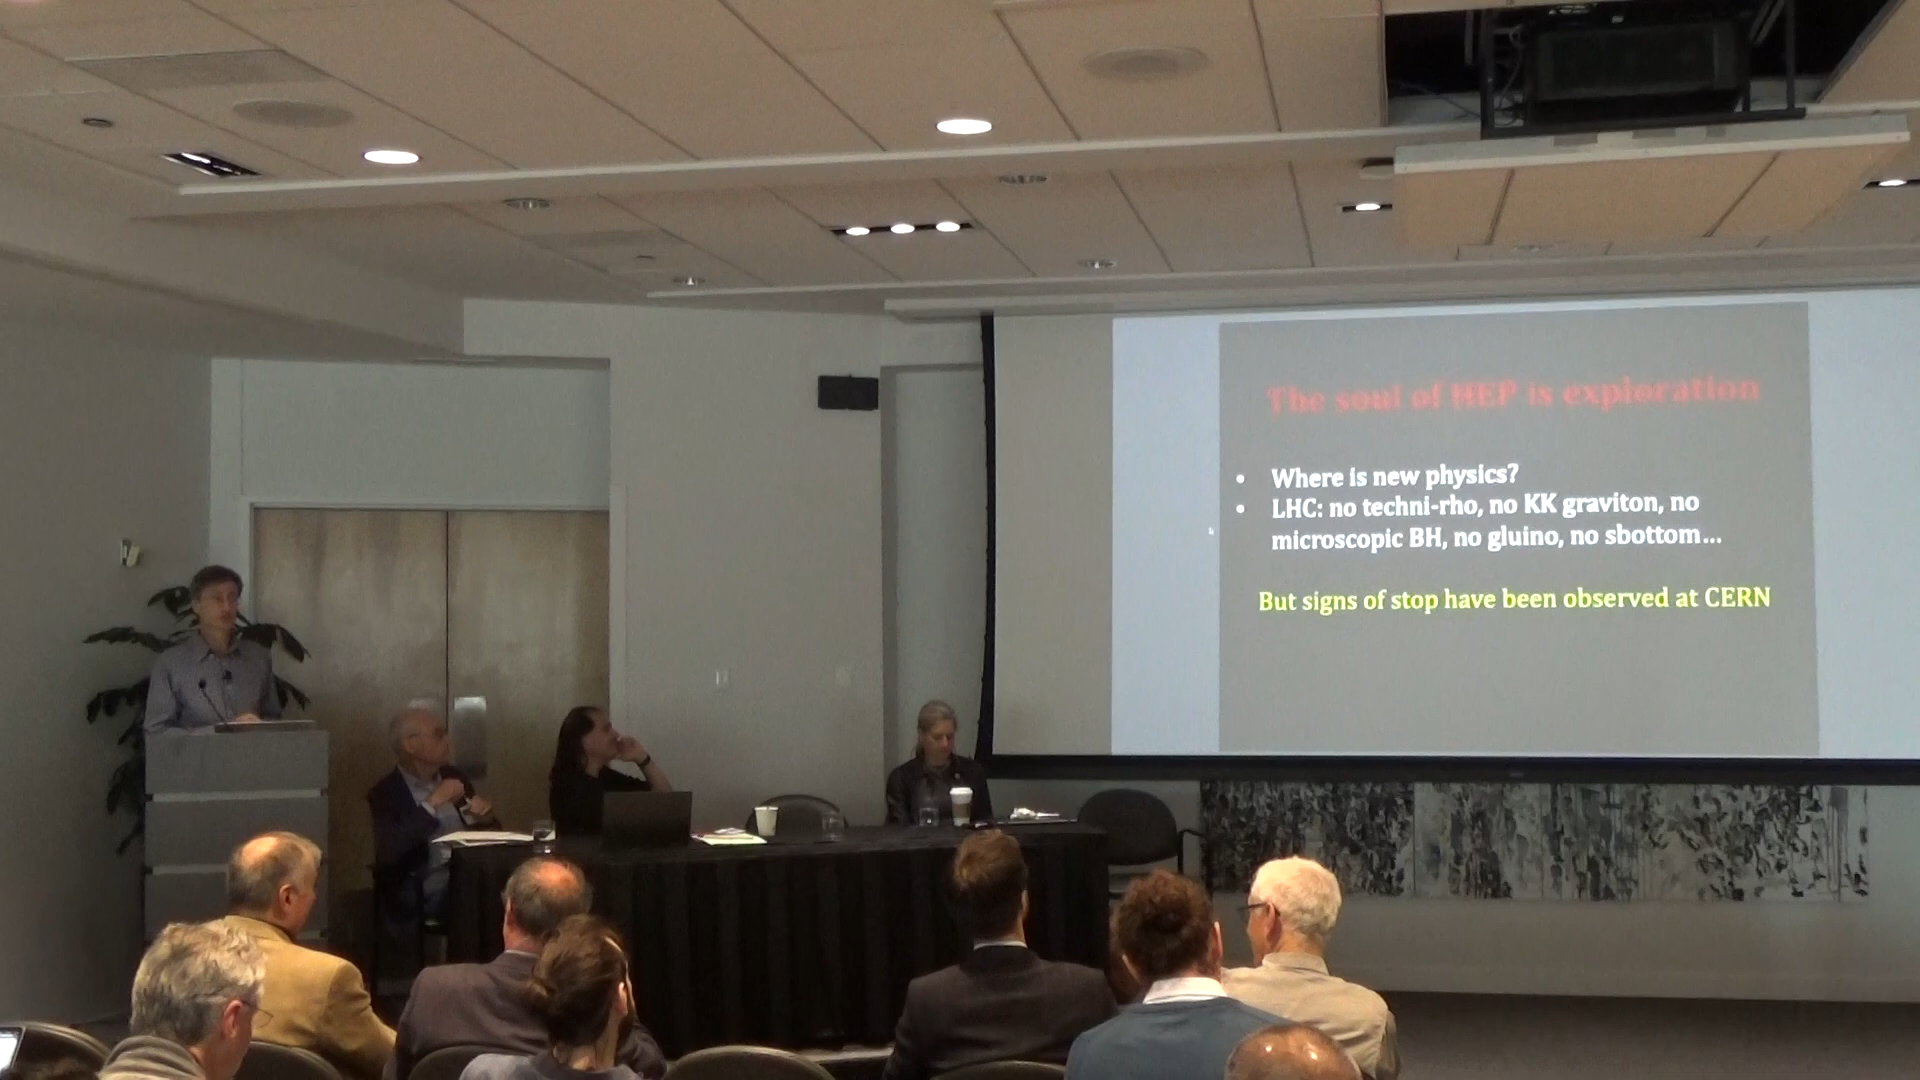 The soul of HEP is exploration
• Where is new physics?
• LHC: no techni-rho, no KK graviton, no
microscopic BH, no gluino, no sbottom...
But signs of stop have been observed at CERN